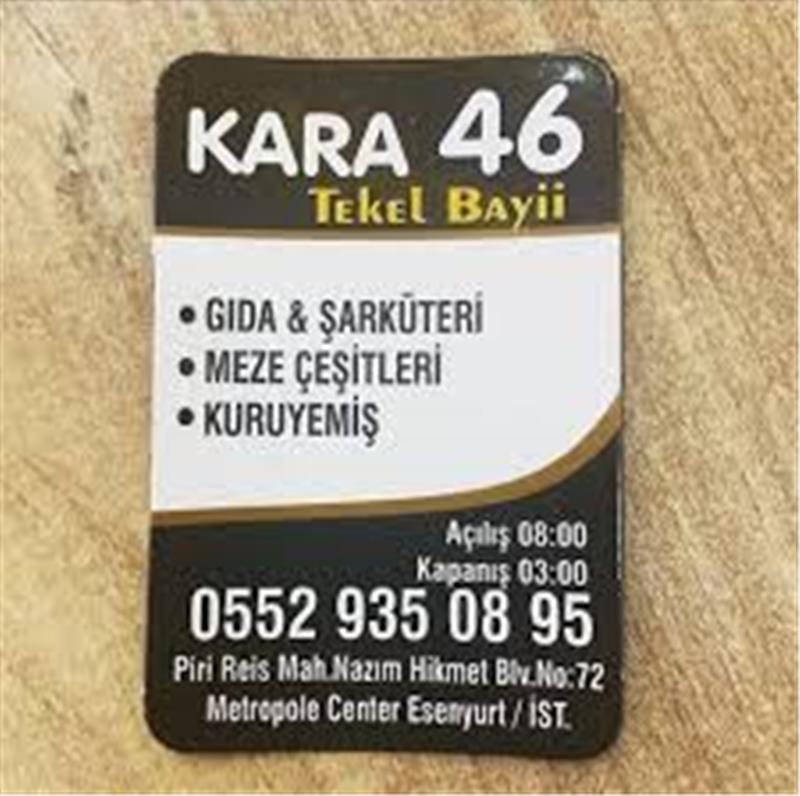 KARA 46
Tekel Bayii
• GIDA & ŞARKÜTERİ
• MEZE ÇEŞİTLERİ
• KURUYEMİŞ
Açılış 08:00
Kapanış 03:00
0552 935 08 95
Piri Reis Mah.Nazım Hikmet Blv.No:72
Metropole Center Esenyurt / İST.